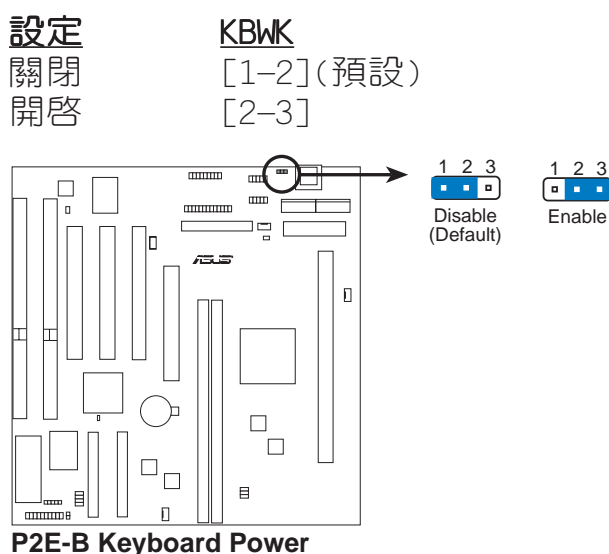 設定 KBWK
關閉 [1–2](預設)
開啓 [2–3]
1 2 3 1 2 3
Disable Enable
(Default)
ASUS
P2E-B Keyboard Power